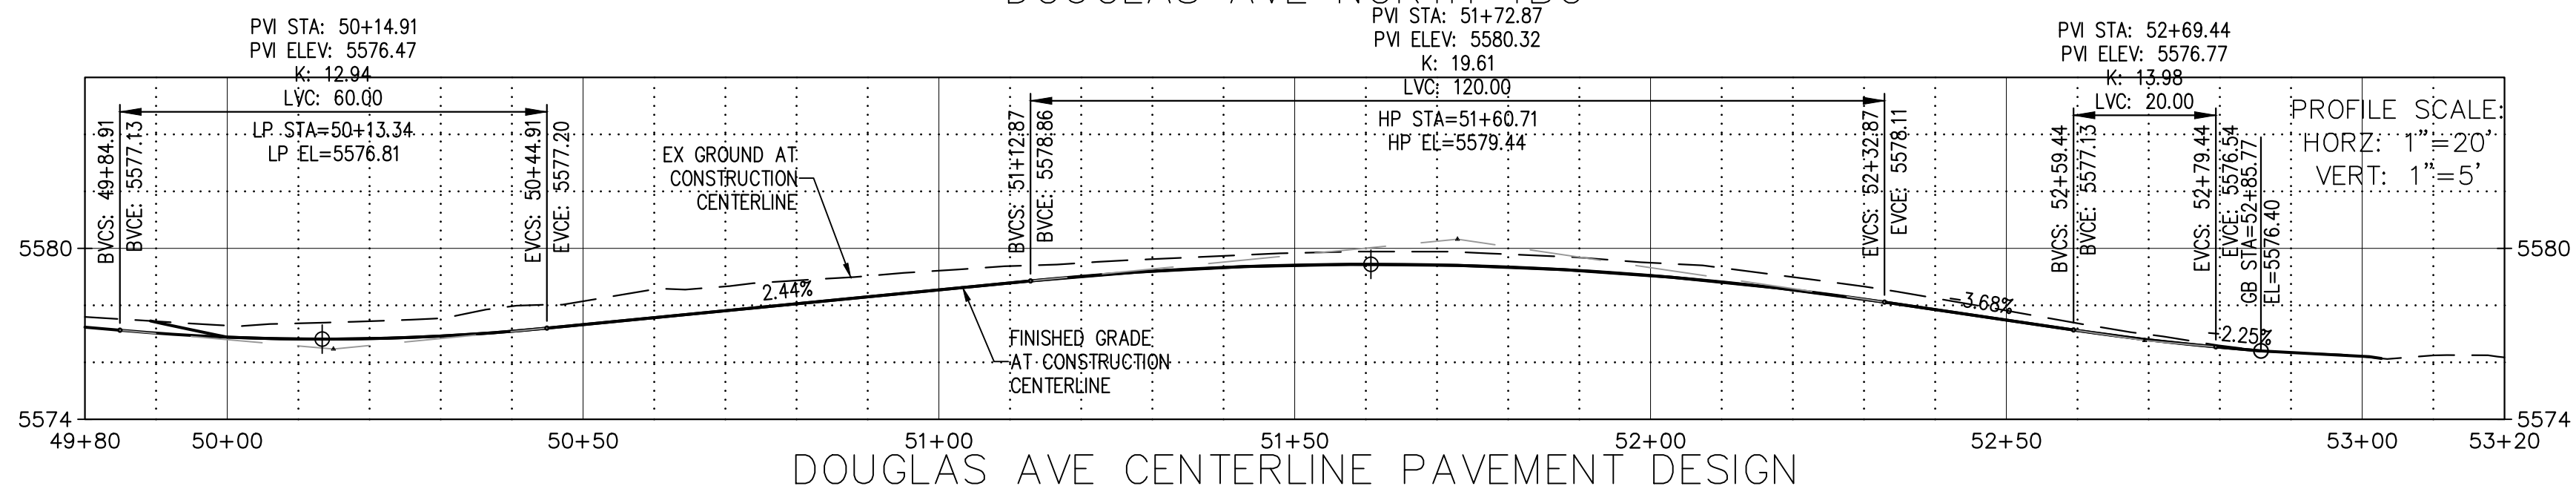 PVI STA: 50+14.91
PVI ELEV: 5576.47
K: 12.94
LVC: 60.00
LP STA=50+13.34
LP EL=5576.81
BVCS: 49+84.91
BVCE: 5577.13
EVCS: 50+44.91
EVCE: 5577.20
EX GROUND AT
CONSTRUCTION
CENTERLINE
2.44%
PVI STA: 51+72.87
PVI ELEV: 5580.32
K: 19.61
LVC: 120.00
HP STA=51+60.71
HP EL=5579.44
BVCS: 51+12.87
BVCE: 5578.86
EVCS: 52+32.87
EVCE: 5578.11
FINISHED GRADE
AT CONSTRUCTION
CENTERLINE
-3.68%
PVI STA: 52+69.44
PVI ELEV: 5576.77
K: 13.98
LVC: 20.00
BVCS: 52+59.44
BVCE: 5577.13
EVCS: 52+79.44
EVCE: 5576.54
GB STA=52+85.77
EL=5576.40
-2.25%
PROFILE SCALE:
HORZ: 1"=20'
VERT: 1"=5'
5580
5580
5574
5574
49+80
50+00
50+50
51+00
51+50
52+00
52+50
53+00
53+20
DOUGLAS AVE CENTERLINE PAVEMENT DESIGN